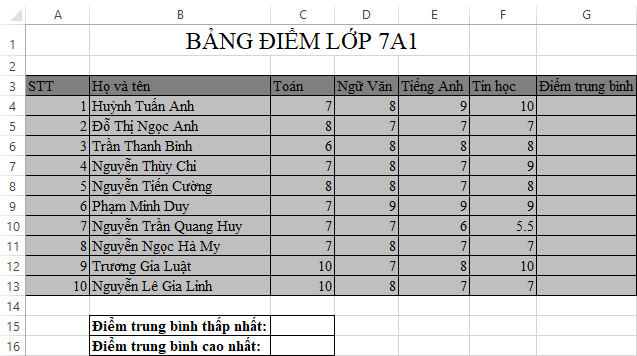 A B C D E F G
1 BẢNG ĐIỂM LỚP 7A1
2
3 STT Họ và tên Toán Ngữ Văn Tiếng Anh Tin học Điểm trung bình
4 1 Huỳnh Tuấn Anh 7 8 9 10
5 2 Đỗ Thị Ngọc Anh 8 7 7 7
6 3 Trần Thanh Bình 6 8 8 8
7 4 Nguyễn Thùy Chi 7 8 7 9
8 5 Nguyễn Tiến Cường 8 8 7 8
9 6 Phạm Minh Duy 7 9 9 9
10 7 Nguyễn Trần Quang Huy 7 7 6 5.5
11 8 Nguyễn Ngọc Hà My 7 8 7 7
12 9 Trương Gia Luật 10 7 8 10
13 10 Nguyễn Lê Gia Linh 10 8 7 7
14
15 Điểm trung bình thấp nhất:
16 Điểm trung bình cao nhất: